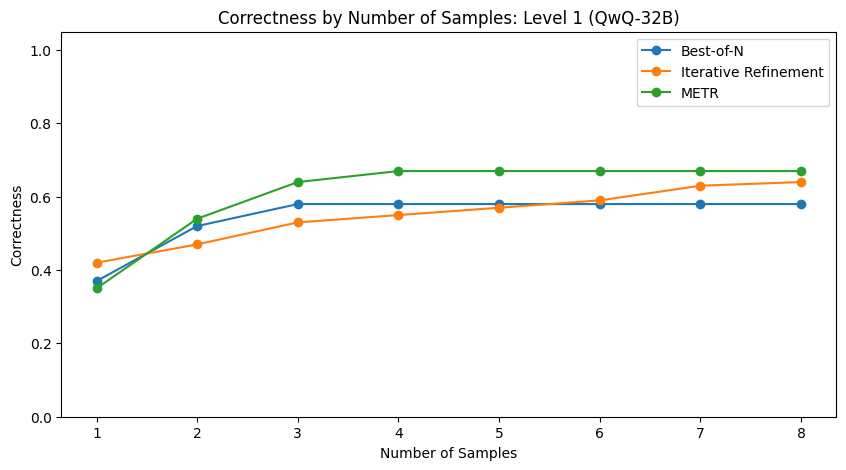 Correctness by Number of Samples: Level 1 (QwQ-32B)
Best-of-N
Iterative Refinement
METR
Correctness
1.0
0.8
0.6
0.4
0.2
0.0
1 2 3 4 5 6 7 8
Number of Samples